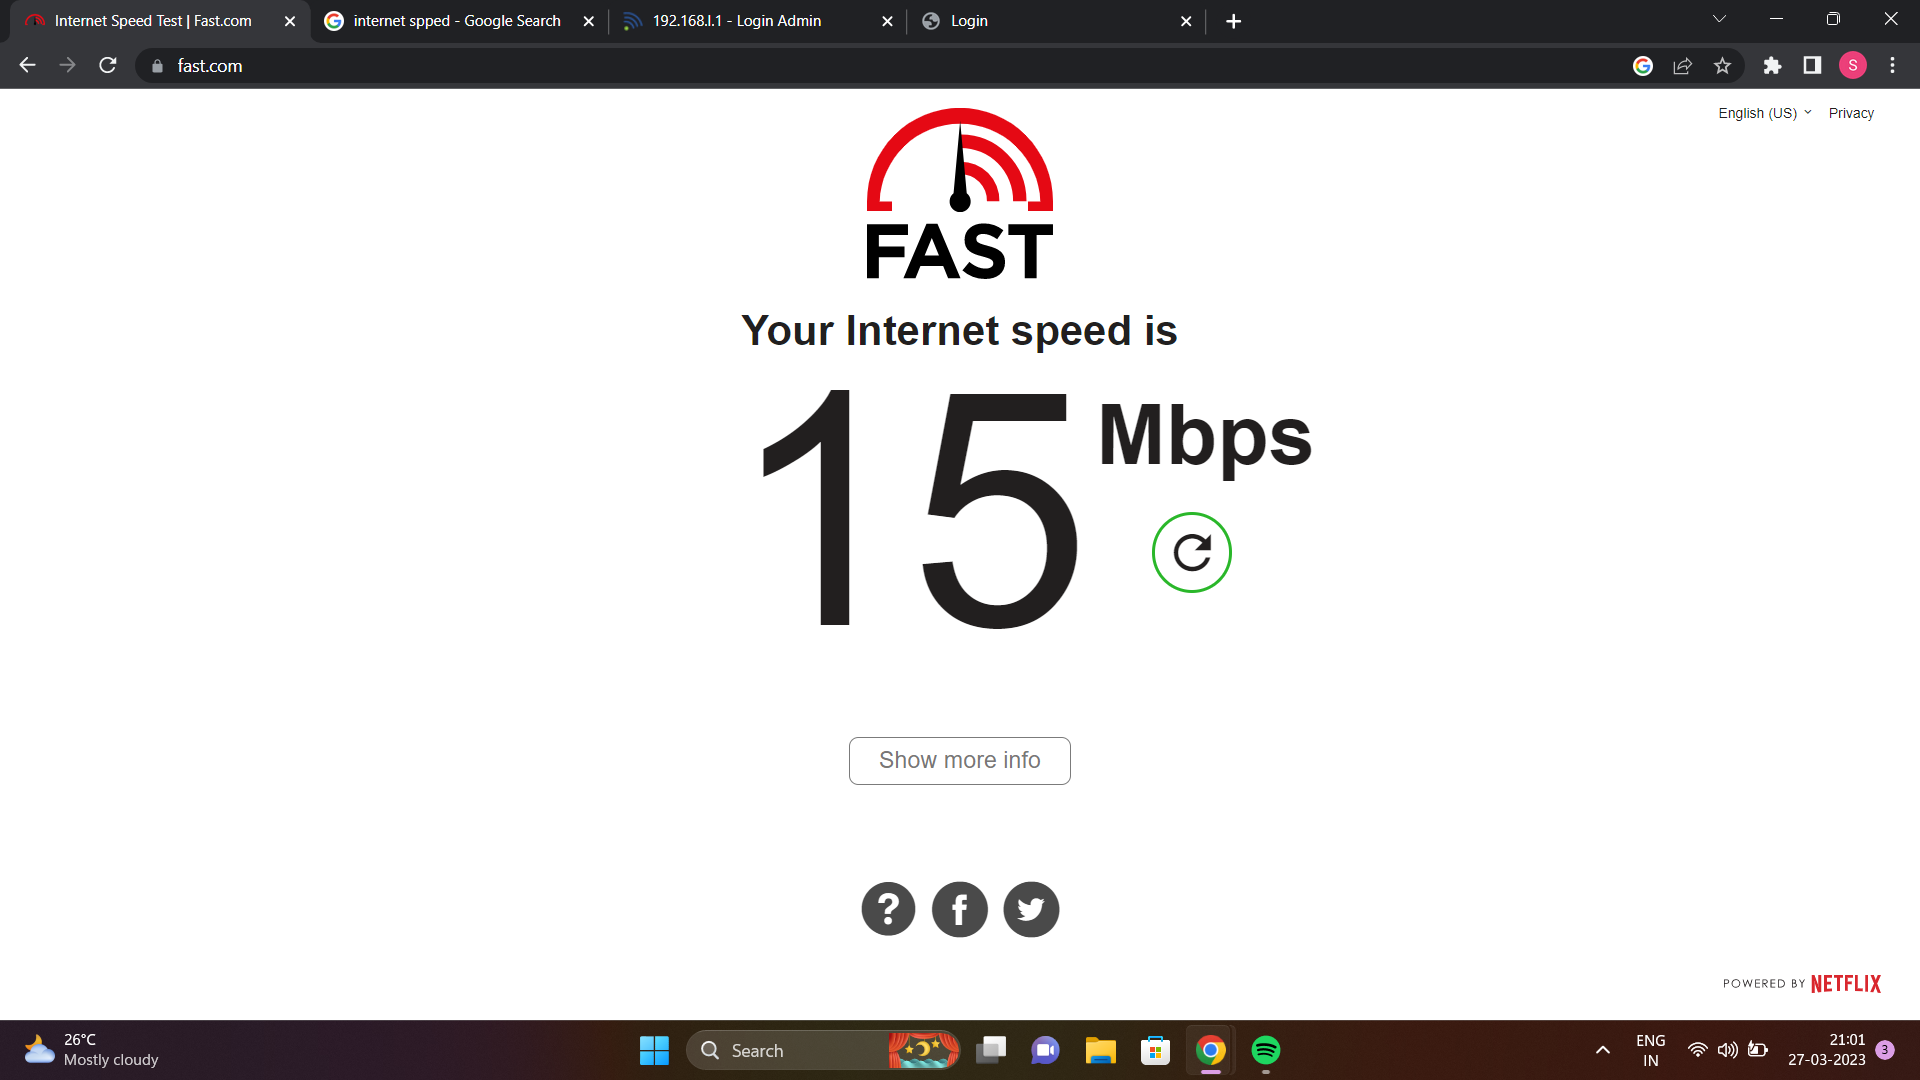 Internet Speed Test | Fast.com
internet spped - Google Search
192.168.l.1 - Login Admin
Login
fast.com
S
English (US)
Privacy
FAST
Your Internet speed is
15 Mbps
Show more info
?
f
POWERED BY NETFLIX
26°C
Mostly cloudy
Search
ENG
IN
21:01
27-03-2023
3